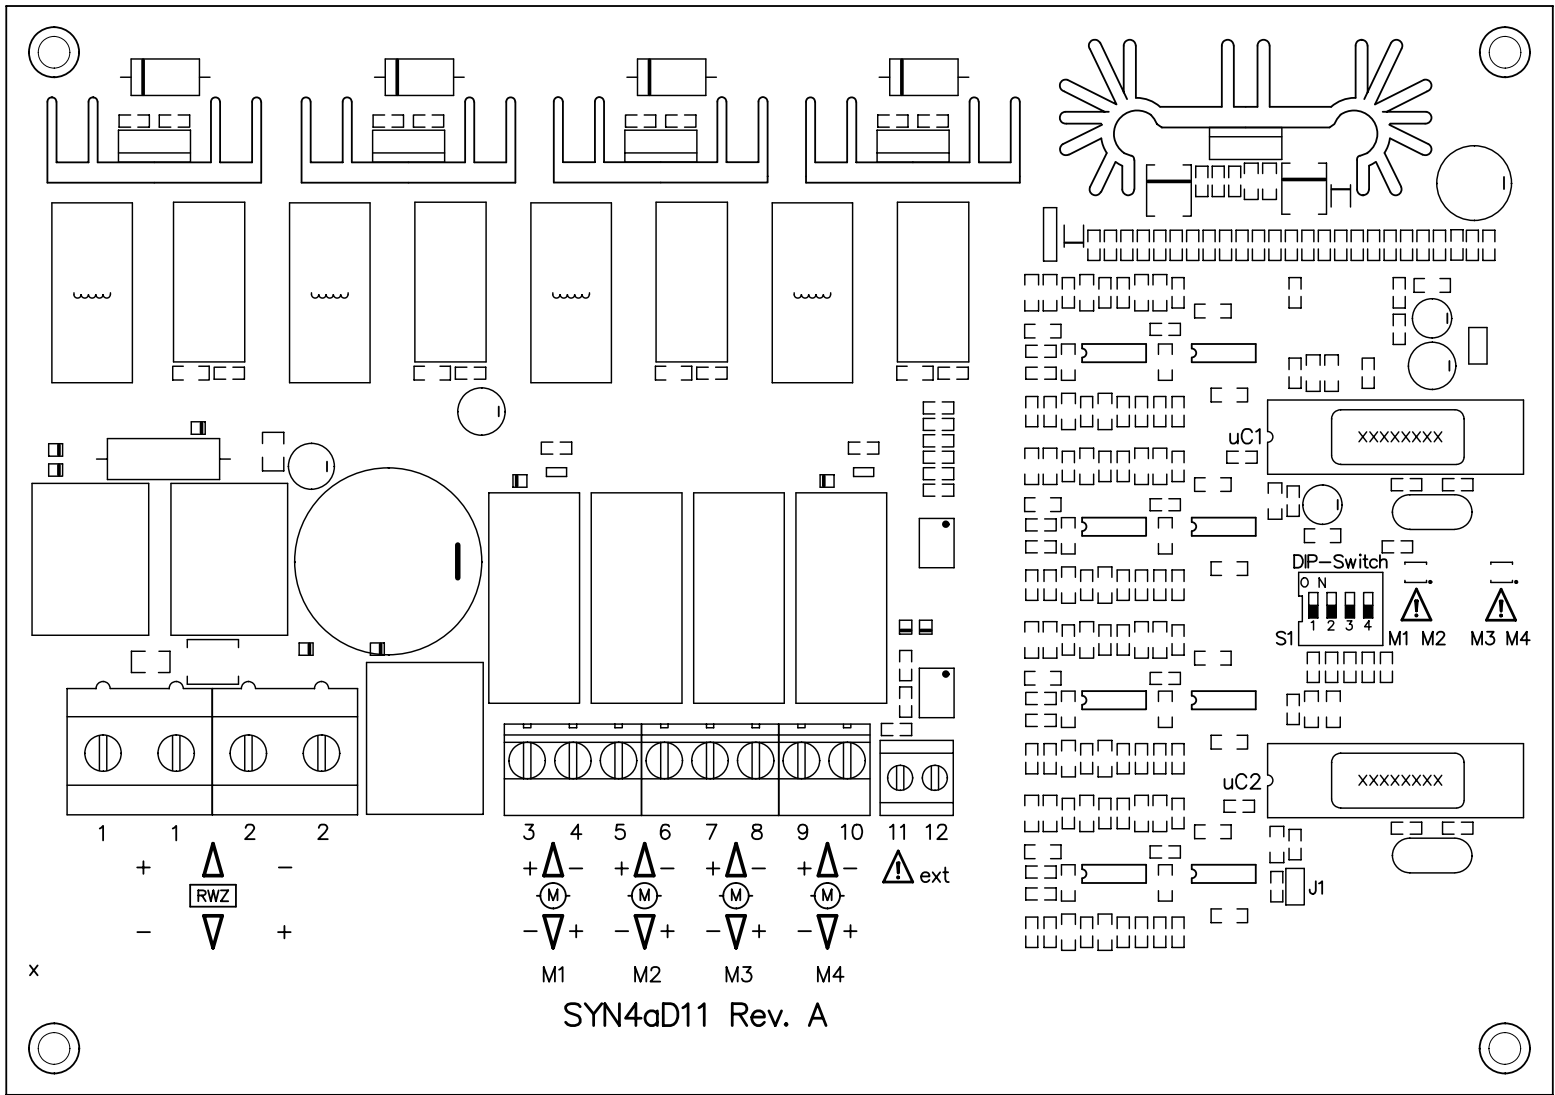 uC1
XXXXXXXX
DIP-Switch
O N
1 2 3 4
S1
M1 M2 M3 M4
uC2
XXXXXXXX
1 1 2 2 3 4 5 6 7 8 9 10 11 12
+ - + - + - + - + -
RWZ M M M M ext
J1
- + - + - + - + - +
x
M1 M2 M3 M4
SYN4aD11 Rev. A